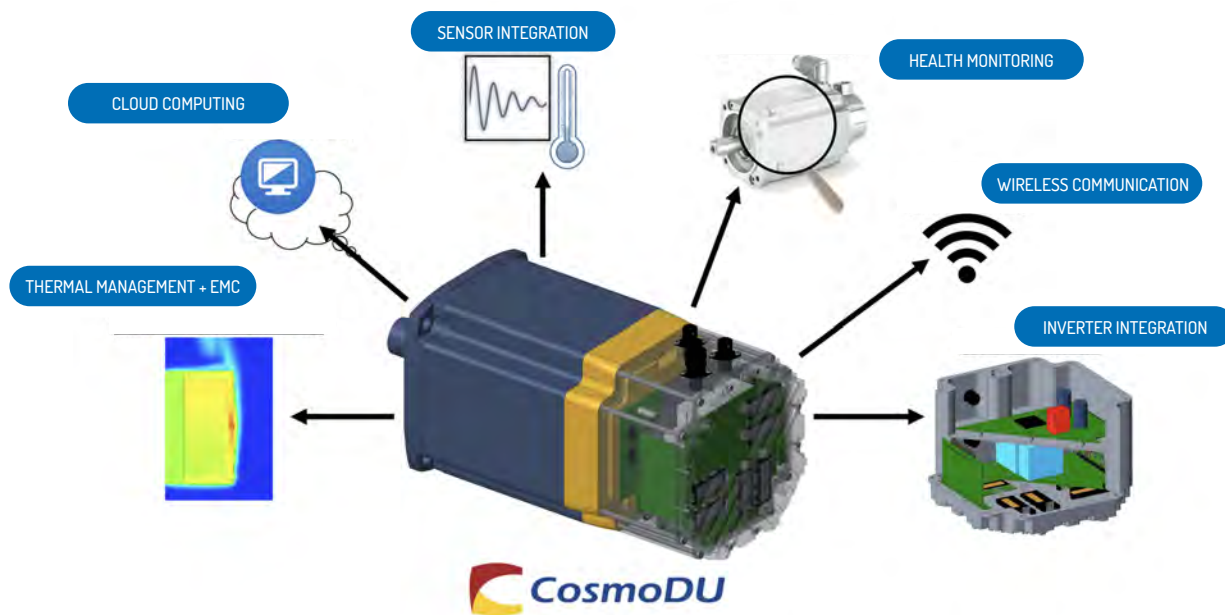 SENSOR INTEGRATION
HEALTH MONITORING
CLOUD COMPUTING
WIRELESS COMMUNICATION
THERMAL MANAGEMENT + EMC
INVERTER INTEGRATION
CosmoDU